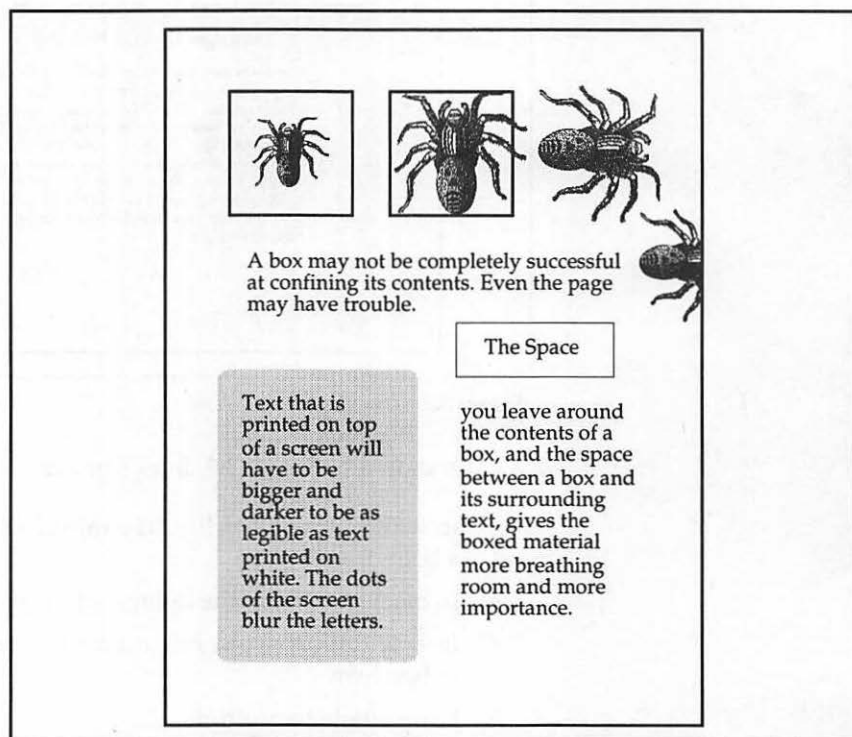 A box may not be completely successful
at confining its contents. Even the page
may have trouble.
The Space
Text that is
printed on top
of a screen will
have to be
bigger and
darker to be as
legible as text
printed on
white. The dots
of the screen
blur the letters.
you leave around
the contents of a
box, and the space
between a box and
its surrounding
text, gives the
boxed material
more breathing
room and more
importance.